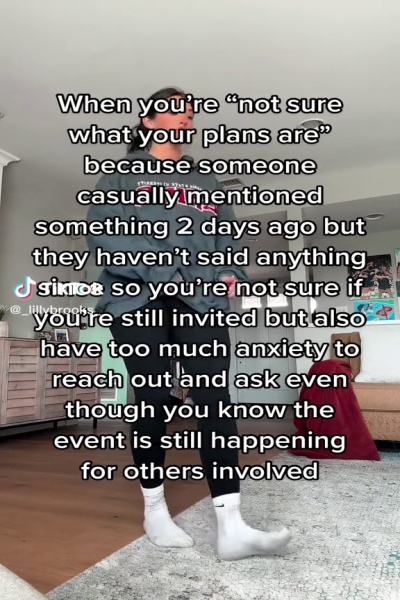 When you're “not sure
what your plans are”
because someone
casually mentioned
something 2 days ago but
they haven't said anything
since so you're not sure if
you're still invited but also
have too much anxiety to
reach out and ask even
though you know the
event is still happening
for others involved
TikTok
@_lillybrooks